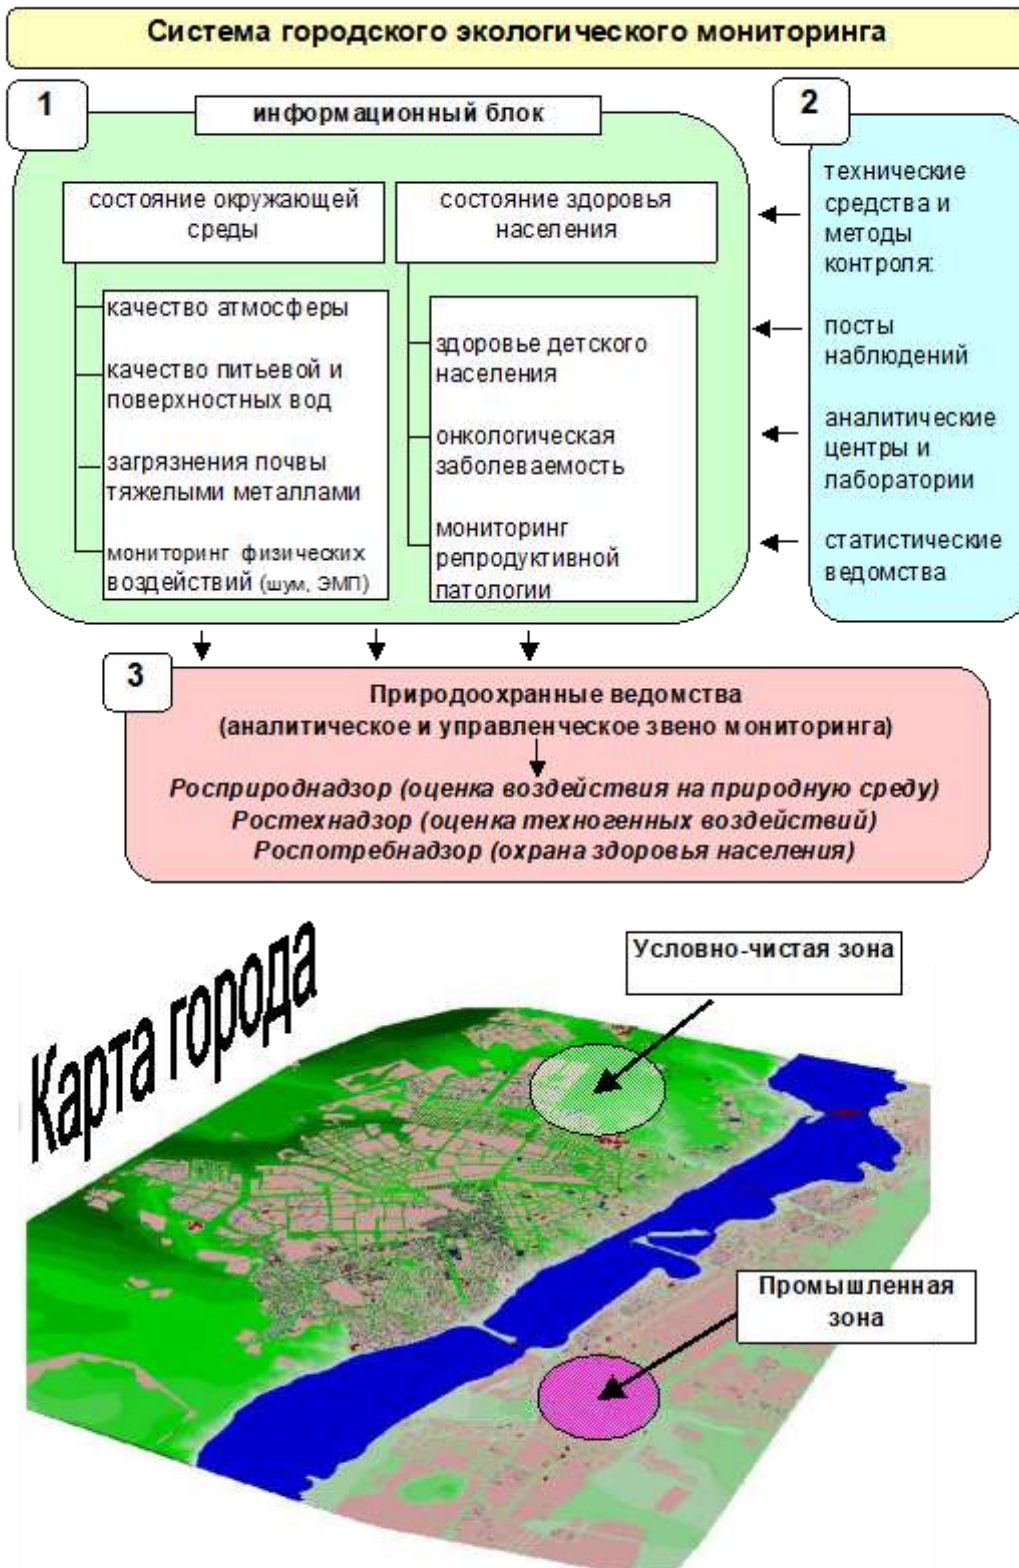 Система городского экологического мониторинга
1
информационный блок
состояние окружающей
среды
качество атмосферы
качество питьевой и
поверхностных вод
загрязнения почвы
тяжелыми металлами
мониторинг физических
воздействий (шум, ЭМП)
состояние здоровья
населения
здоровье детского
населения
онкологическая
заболеваемость
мониторинг
репродуктивной
патологии
2
технические
средства и
методы
контроля:
посты
наблюдений
аналитические
центры и
лаборатории
статистические
ведомства
3
Природоохранные ведомства
(аналитическое и управленческое звено мониторинга)
Росприроднадзор (оценка воздействия на природную среду)
Ростехнадзор (оценка техногенных воздействий)
Роспотребнадзор (охрана здоровья населения)
Карта города
Условно-чистая зона
Промышленная
зона